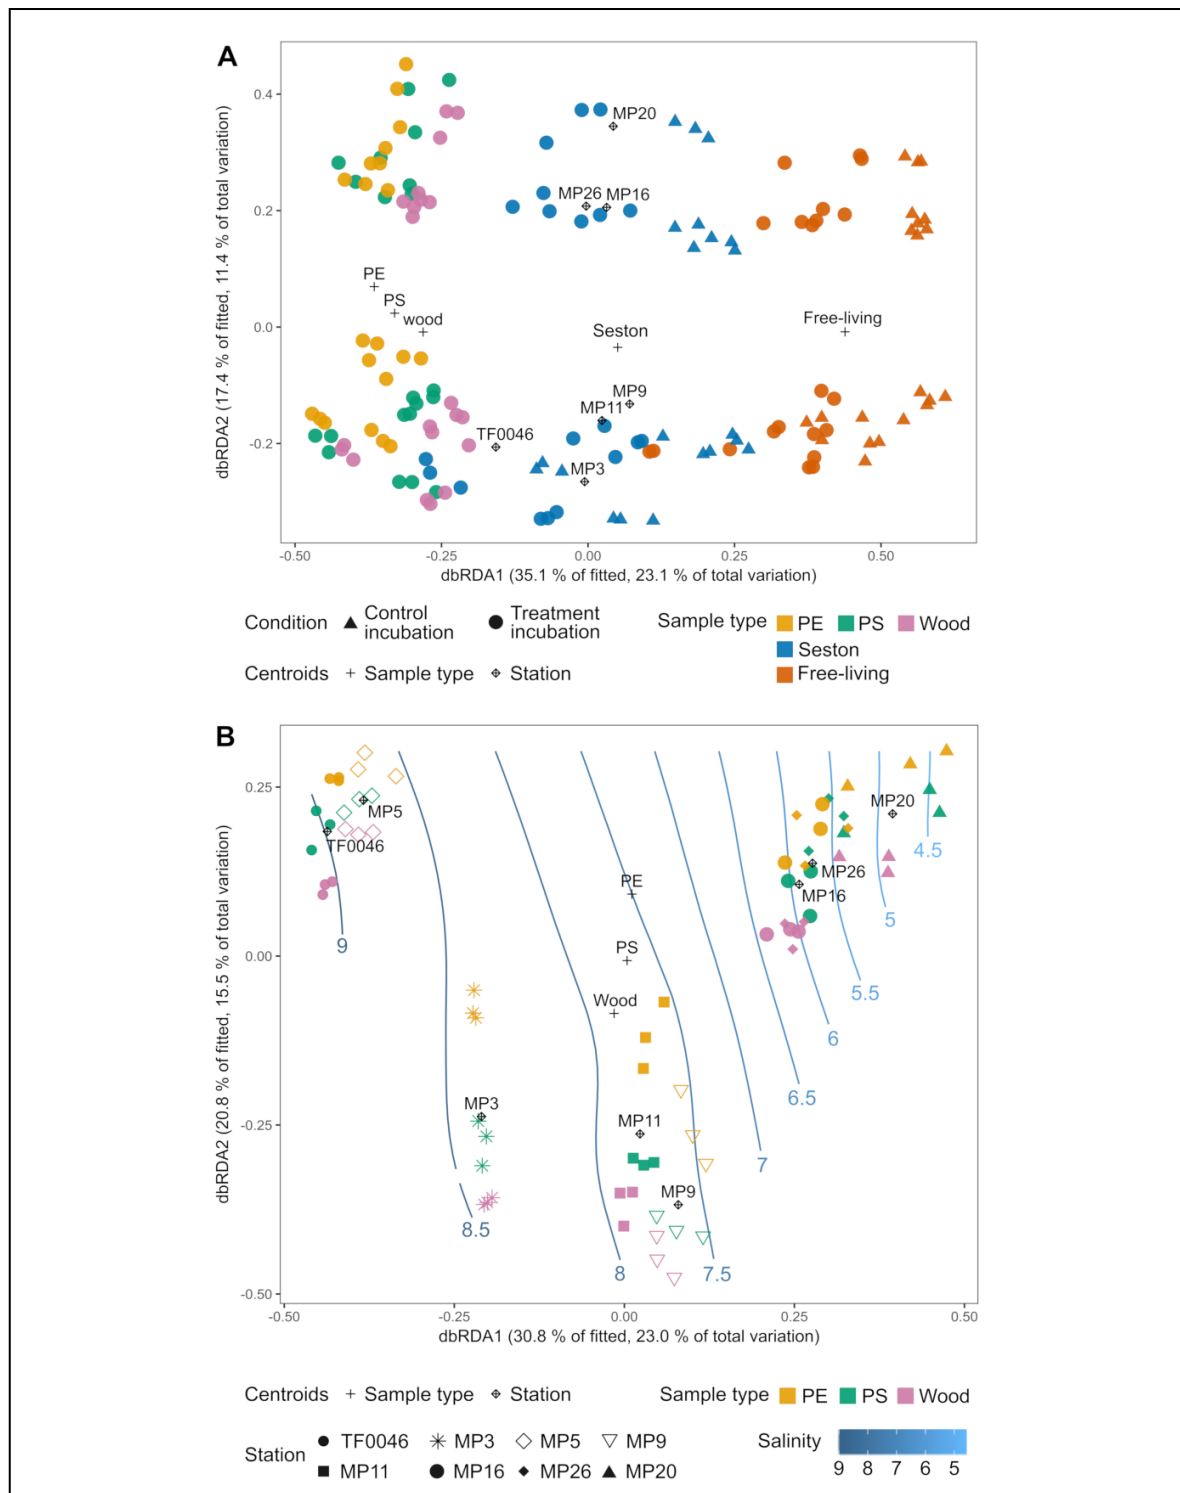 A
0.4
0.2
0.0
-0.2
dbRDA2 (17.4 % of fitted, 11.4 % of total variation)
MP20
MP26 MP16
PE
PS
wood
Seston
Free-living
MP9
MP11
TF0046
MP3
-0.50
-0.25
0.00
0.25
0.50
dbRDA1 (35.1 % of fitted, 23.1 % of total variation)
Condition
Control
incubation
Treatment
incubation
Sample type
PE
PS
Wood
Seston
Free-living
Centroids
Sample type
Station
B
0.25
0.00
-0.25
-0.50
dbRDA2 (20.8 % of fitted, 15.5 % of total variation)
MP5
TF0046
MP20
MP26
MP16
PE
PS
Wood
MP3
MP11
MP9
9
8.5
8
7.5
7
6.5
6
5.5
5
4.5
-0.50
-0.25
0.00
0.25
0.50
dbRDA1 (30.8 % of fitted, 23.0 % of total variation)
Centroids
Sample type
Station
Sample type
PE
PS
Wood
Station
TF0046
MP3
MP5
MP9
MP11
MP16
MP26
MP20
Salinity
9 8 7 6 5